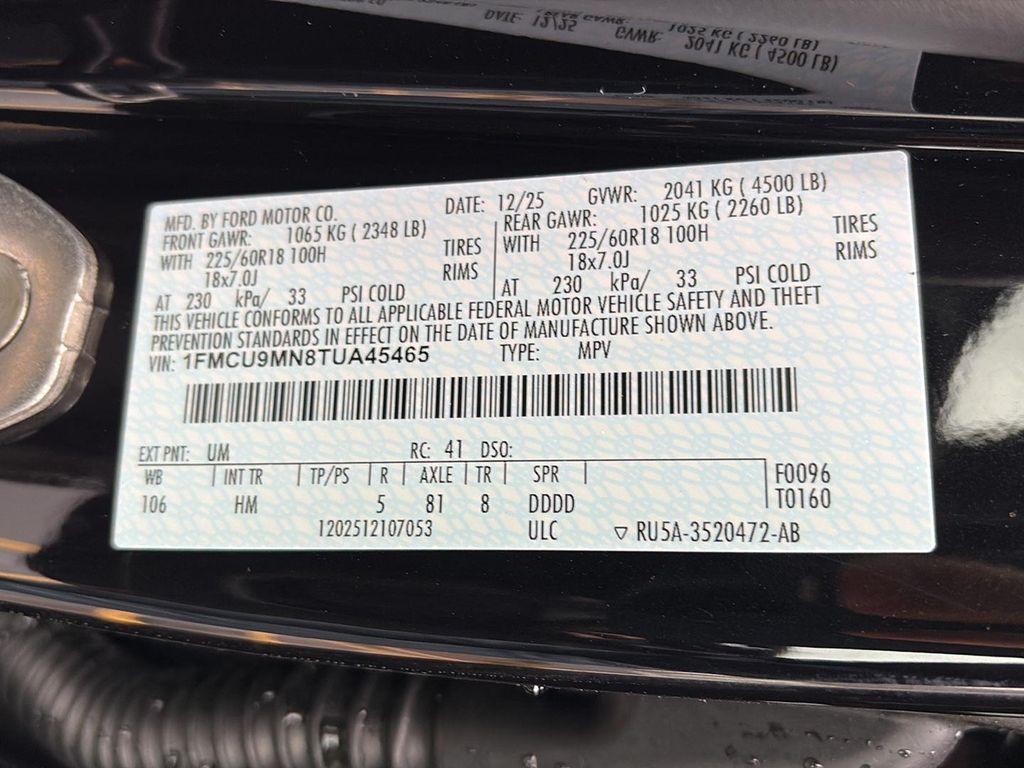 MFD. BY FORD MOTOR CO. DATE: 12/25 GVWR: 2041 KG ( 4500 LB)
FRONT GAWR: 1065 KG ( 2348 LB) REAR GAWR: 1025 KG ( 2260 LB)
WITH 225/60R18 100H TIRES WITH 225/60R18 100H TIRES
18x7.0J RIMS 18x7.0J RIMS
AT 230 kPa/ 33 PSI COLD AT 230 kPa/ 33 PSI COLD
THIS VEHICLE CONFORMS TO ALL APPLICABLE FEDERAL MOTOR VEHICLE SAFETY AND THEFT
PREVENTION STANDARDS IN EFFECT ON THE DATE OF MANUFACTURE SHOWN ABOVE.
VIN: 1FMCU9MN8TUA45465 TYPE: MPV
EXT PNT: UM RC: 41 DSO:
WB INT TR TP/PS R AXLE TR SPR F0096
106 HM 5 81 8 DDDD T0160
1202512107053 ULC ▽ RU5A-3520472-AB